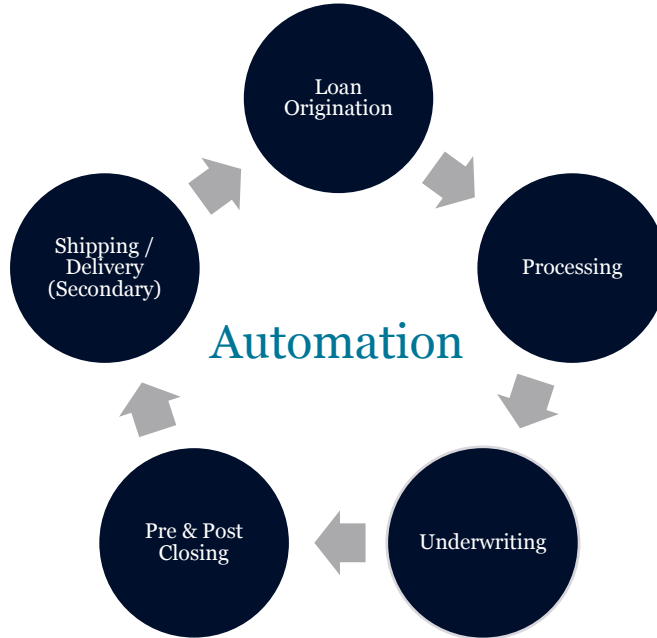 Loan
Origination
Processing
Underwriting
Pre & Post
Closing
Shipping /
Delivery
(Secondary)
Automation